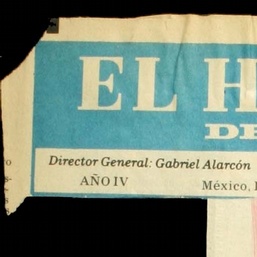 EL H
DE
Director General: Gabriel Alarcón
AÑO IV México,